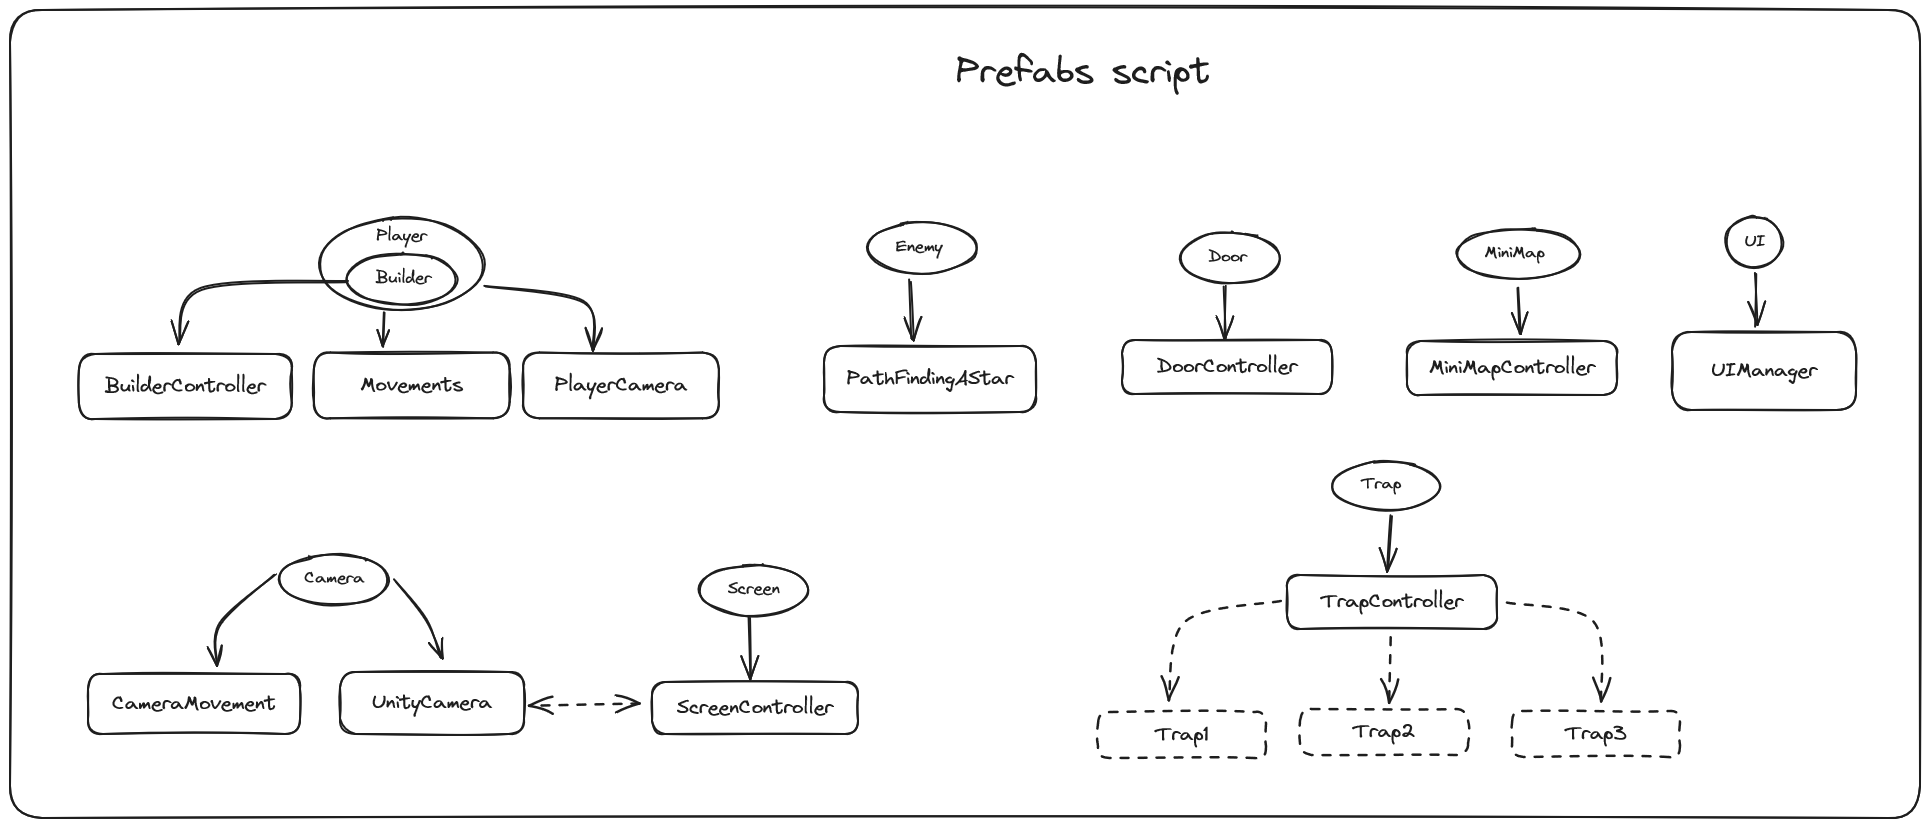 Prefabs script
Player
Builder
BuilderController
Movements
PlayerCamera
Enemy
PathFindingAStar
Door
DoorController
MiniMap
MiniMapController
UI
UIManager
Camera
CameraMovement
UnityCamera
Screen
ScreenController
Trap
TrapController
Trap1
Trap2
Trap3